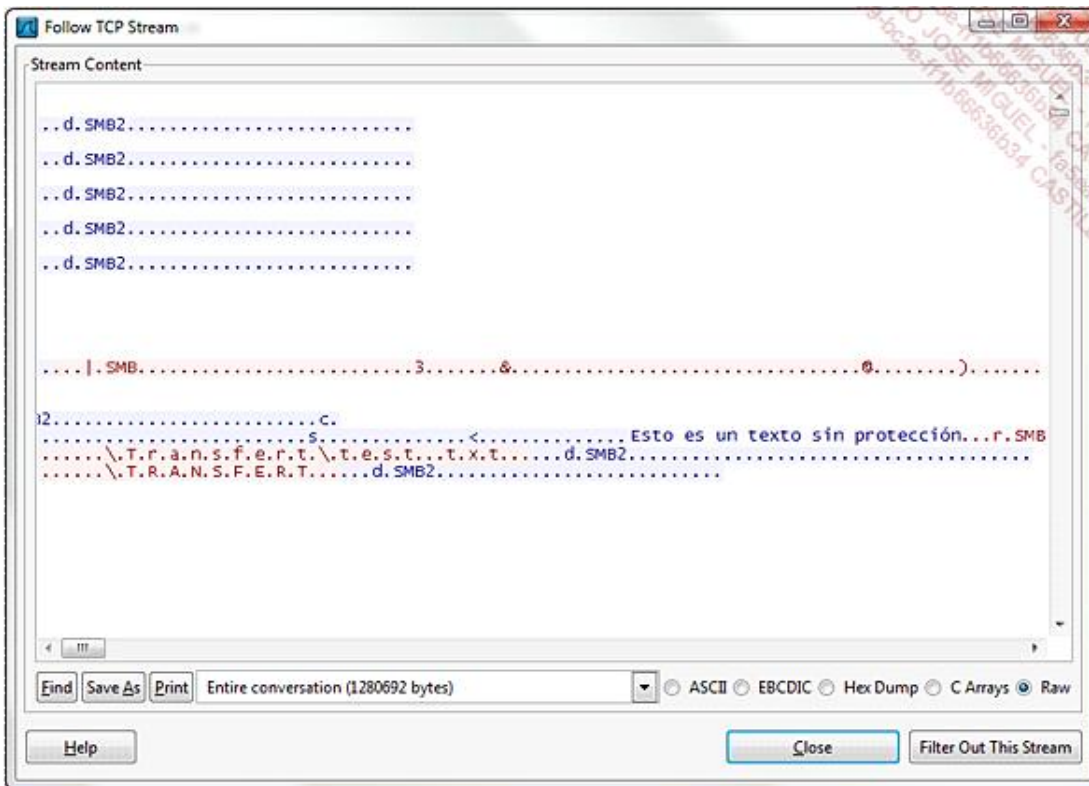 Follow TCP Stream
Stream Content
..d.SMB2...........................
..d.SMB2...........................
..d.SMB2...........................
..d.SMB2...........................
..d.SMB2...........................
....|.SMB..........................3.......&.................................@........).......
2.........................c.
..........................s..............<..............Esto es un texto sin protección...r.SMB
......\.T.r.a.n.s.f.e.r.t.\.t.e.s.t...t.x.t......d.SMB2......................................
......\.T.R.A.N.S.F.E.R.T......d.SMB2...........................
Find Save As Print Entire conversation (1280692 bytes) ASCII EBCDIC Hex Dump C Arrays Raw
Help Close Filter Out This Stream